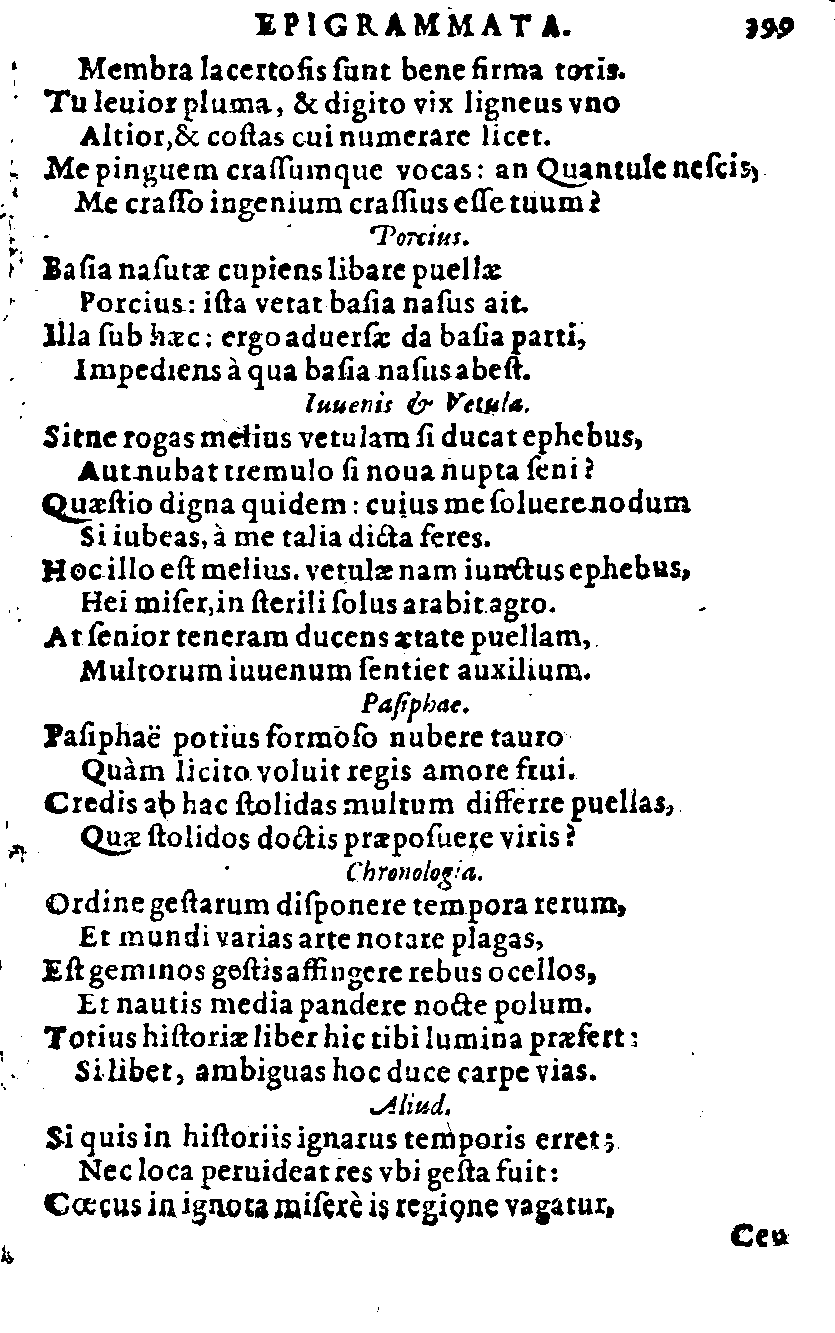 EPIGRAMMATA. 399
Membra lacertoſis ſunt bene firma toris.
Tu leuior pluma, & digito vix ligneus vno
Altior, & coſtas cui numerare licet.
Me pinguem craſſumque vocas: an Quantule neſcis,
Me craſſo ingenium craſſius eſſe tuum?
Porcius.
Baſia naſutæ cupiens libare puellæ
Porcius: iſta vetat baſia naſus ait.
Illa ſub hæc: ergo aduerſæ da baſia parti,
Impediens à qua baſia naſus abeſt.
Iuuenis & Vetula.
Sitne rogas melius vetulam ſi ducat ephebus,
Aut nubat tremulo ſi noua nupta ſeni?
Quæſtio digna quidem: cuius me ſoluere nodum
Si iubeas, à me talia dicta feres.
Hoc illo eſt melius. vetulæ nam iunctus ephebus,
Hei miſer, in ſterili ſolus arabit agro.
At ſenior teneram ducens ætate puellam,
Multorum iuuenum ſentiet auxilium.
Paſiphae.
Paſiphaë potius formoſo nubere tauro
Quàm licito voluit regis amore frui.
Credis ab hac ſtolidas multum differre puellas,
Quæ ſtolidos doctis præpoſuere viris?
Chronologia.
Ordine geſtarum diſponere tempora rerum,
Et mundi varias arte notare plagas,
Eſt geminos geſtis affingere rebus ocellos,
Et nautis media pandere nocte polum.
Totius hiſtoriæ liber hic tibi lumina præfert:
Si libet, ambiguas hoc duce carpe vias.
Aliud.
Si quis in hiſtoriis ignarus temporis erret;
Nec loca peruideat res vbi geſta fuit:
Cœcus in ignota miſerè is regione vagatur,
Ceu